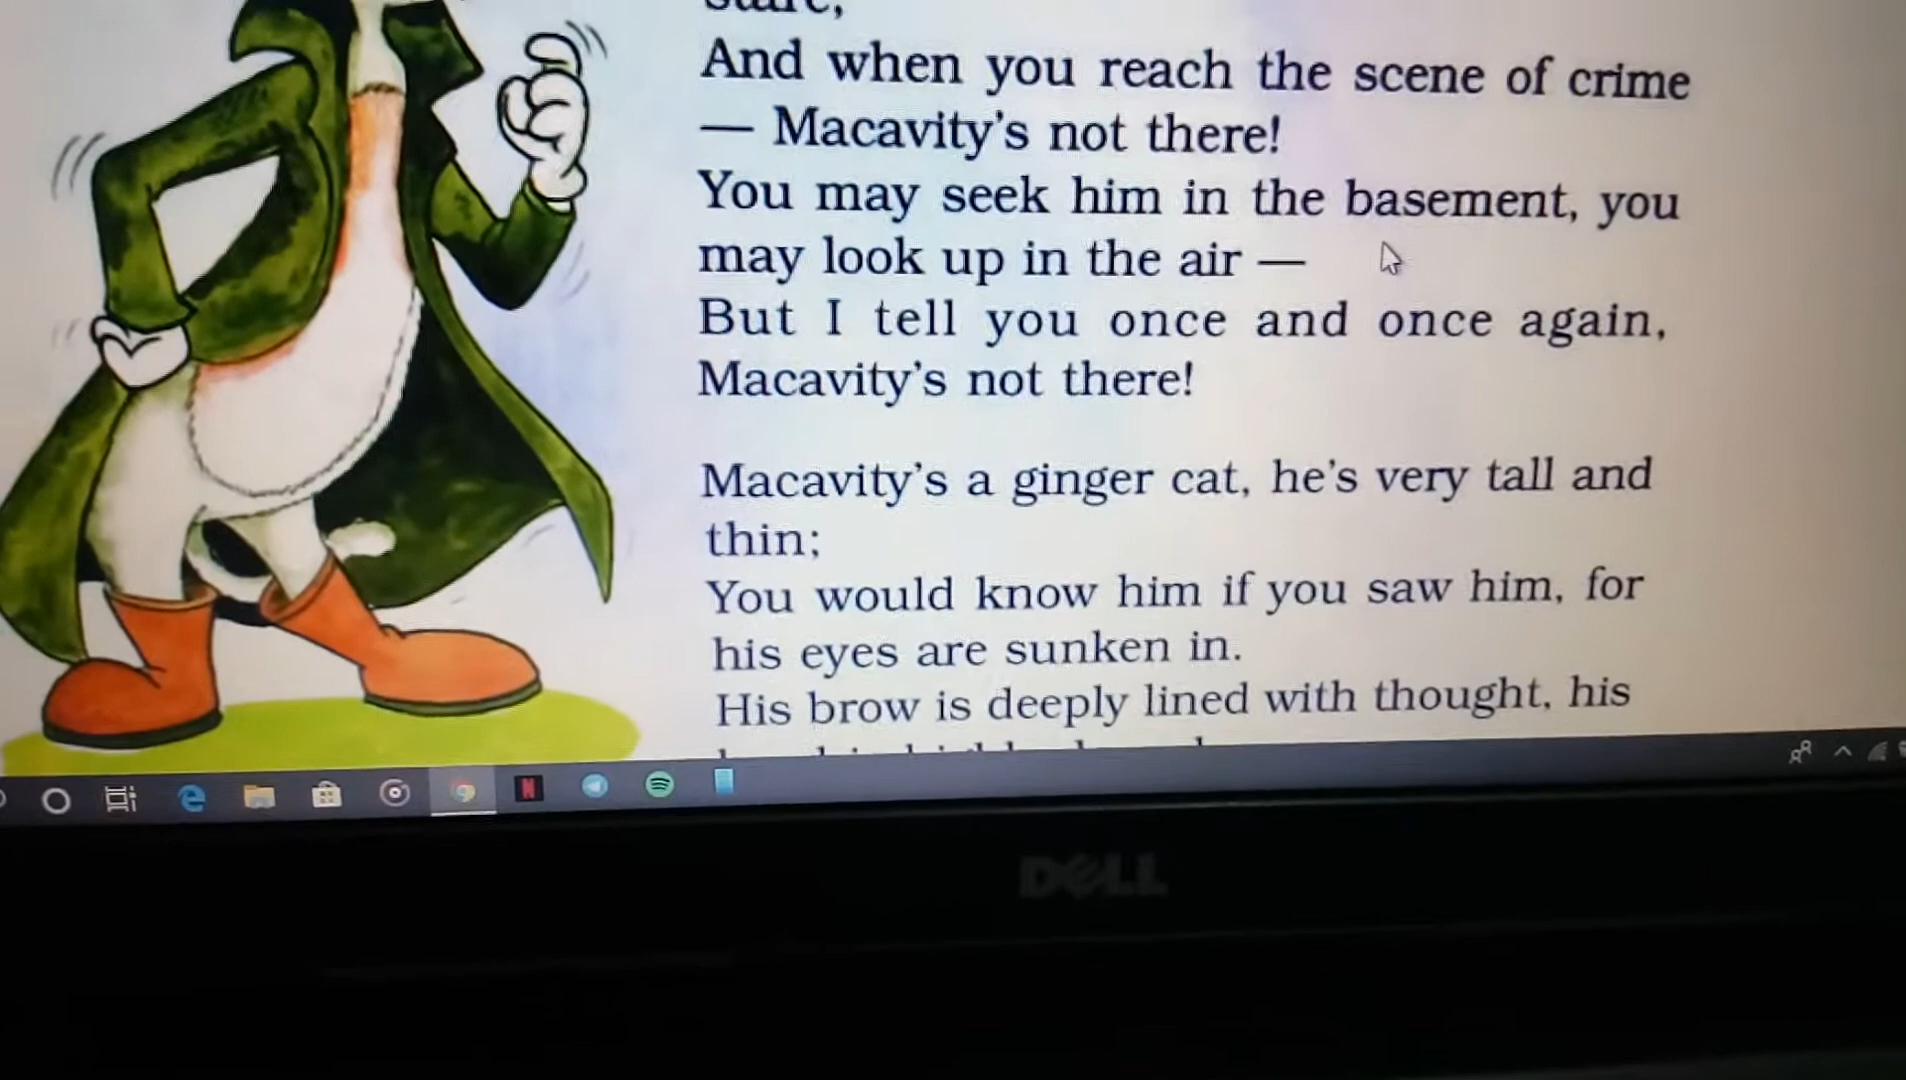 stare,
And when you reach the scene of crime
— Macavity's not there!
You may seek him in the basement, you
may look up in the air —
But I tell you once and once again,
Macavity's not there!
Macavity's a ginger cat, he's very tall and
thin;
You would know him if you saw him, for
his eyes are sunken in.
His brow is deeply lined with thought, his
DELL